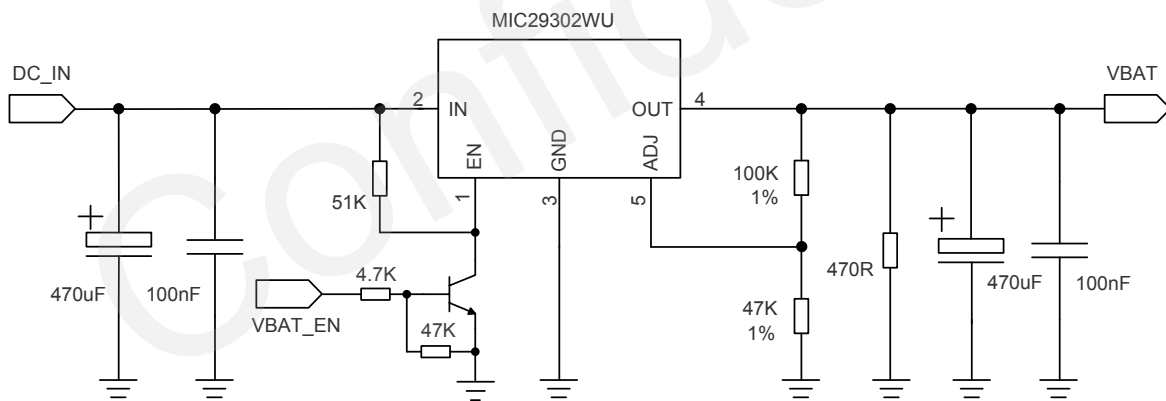 MIC29302WU
DC_IN
VBAT
2
IN
OUT
4
EN
GND
ADJ
1
3
5
51K
100K
1%
470uF
100nF
4.7K
VBAT_EN
47K
470R
47K
1%
470uF
100nF
Confide